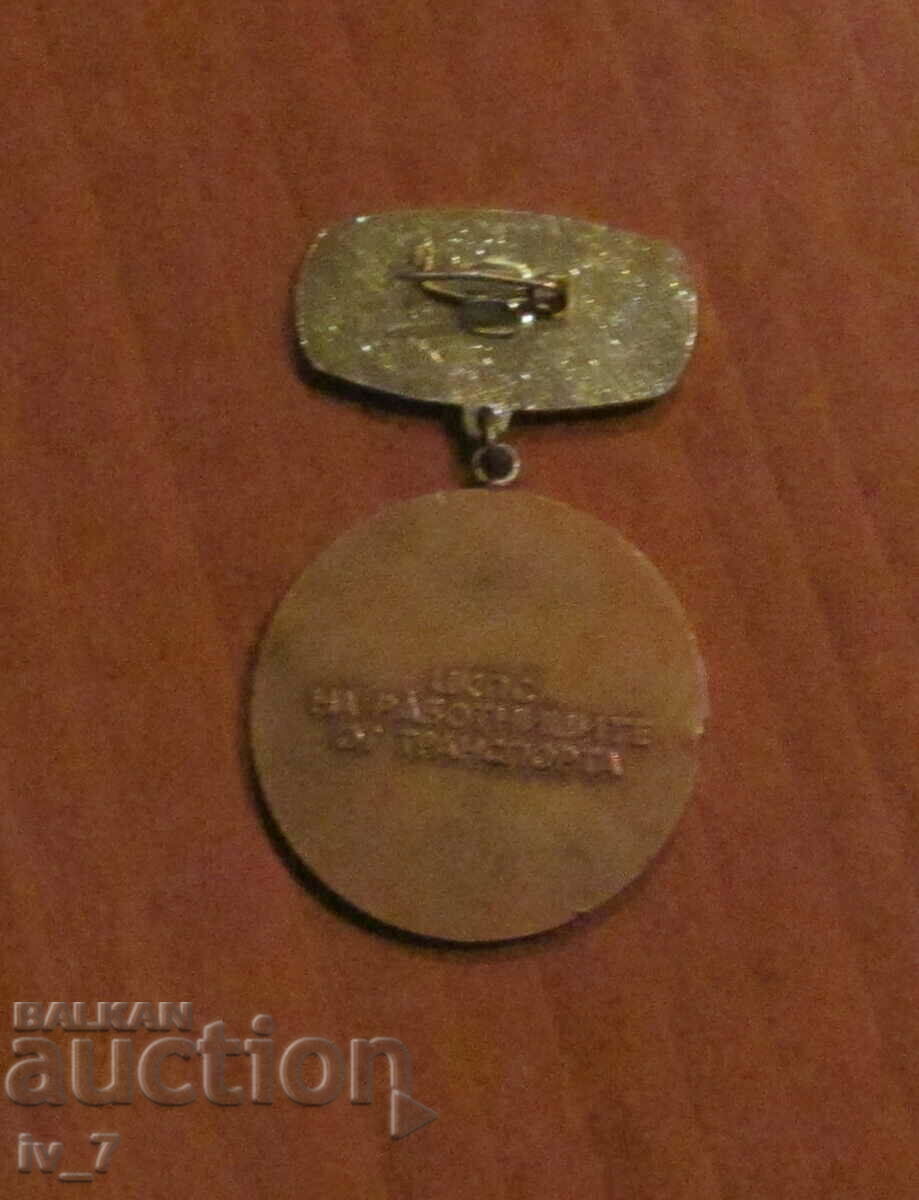 ЦКПС
НА РАБОТНИЦИТЕ
ОТ ТРАНСПОРТА
BALKAN
auction
iv_7